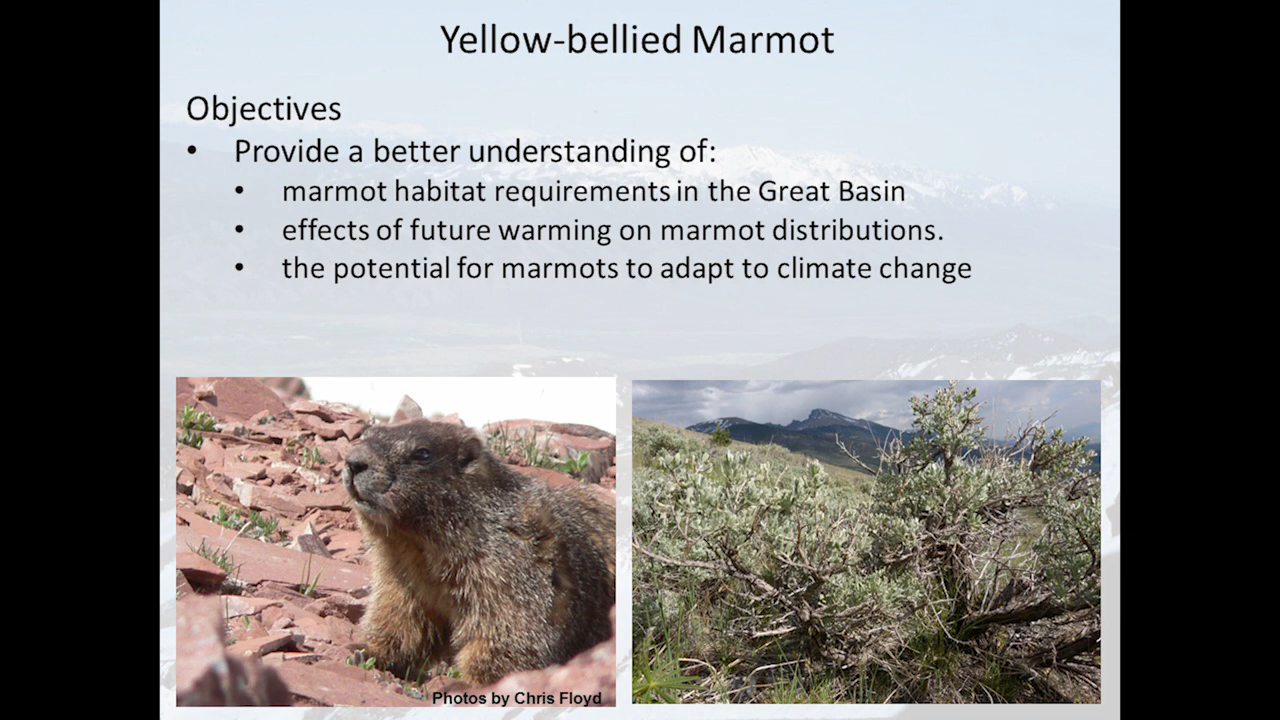 Yellow-bellied Marmot
Objectives
• Provide a better understanding of:
• marmot habitat requirements in the Great Basin
• effects of future warming on marmot distributions.
• the potential for marmots to adapt to climate change
Photos by Chris Floyd